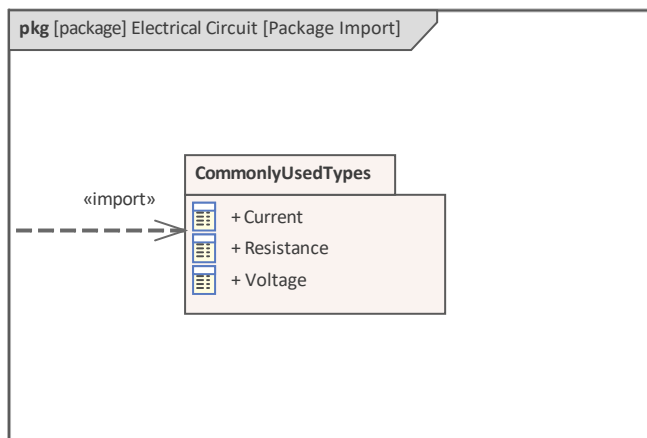 pkg [package] Electrical Circuit [Package Import]
CommonlyUsedTypes
«import»
+ Current
+ Resistance
+ Voltage